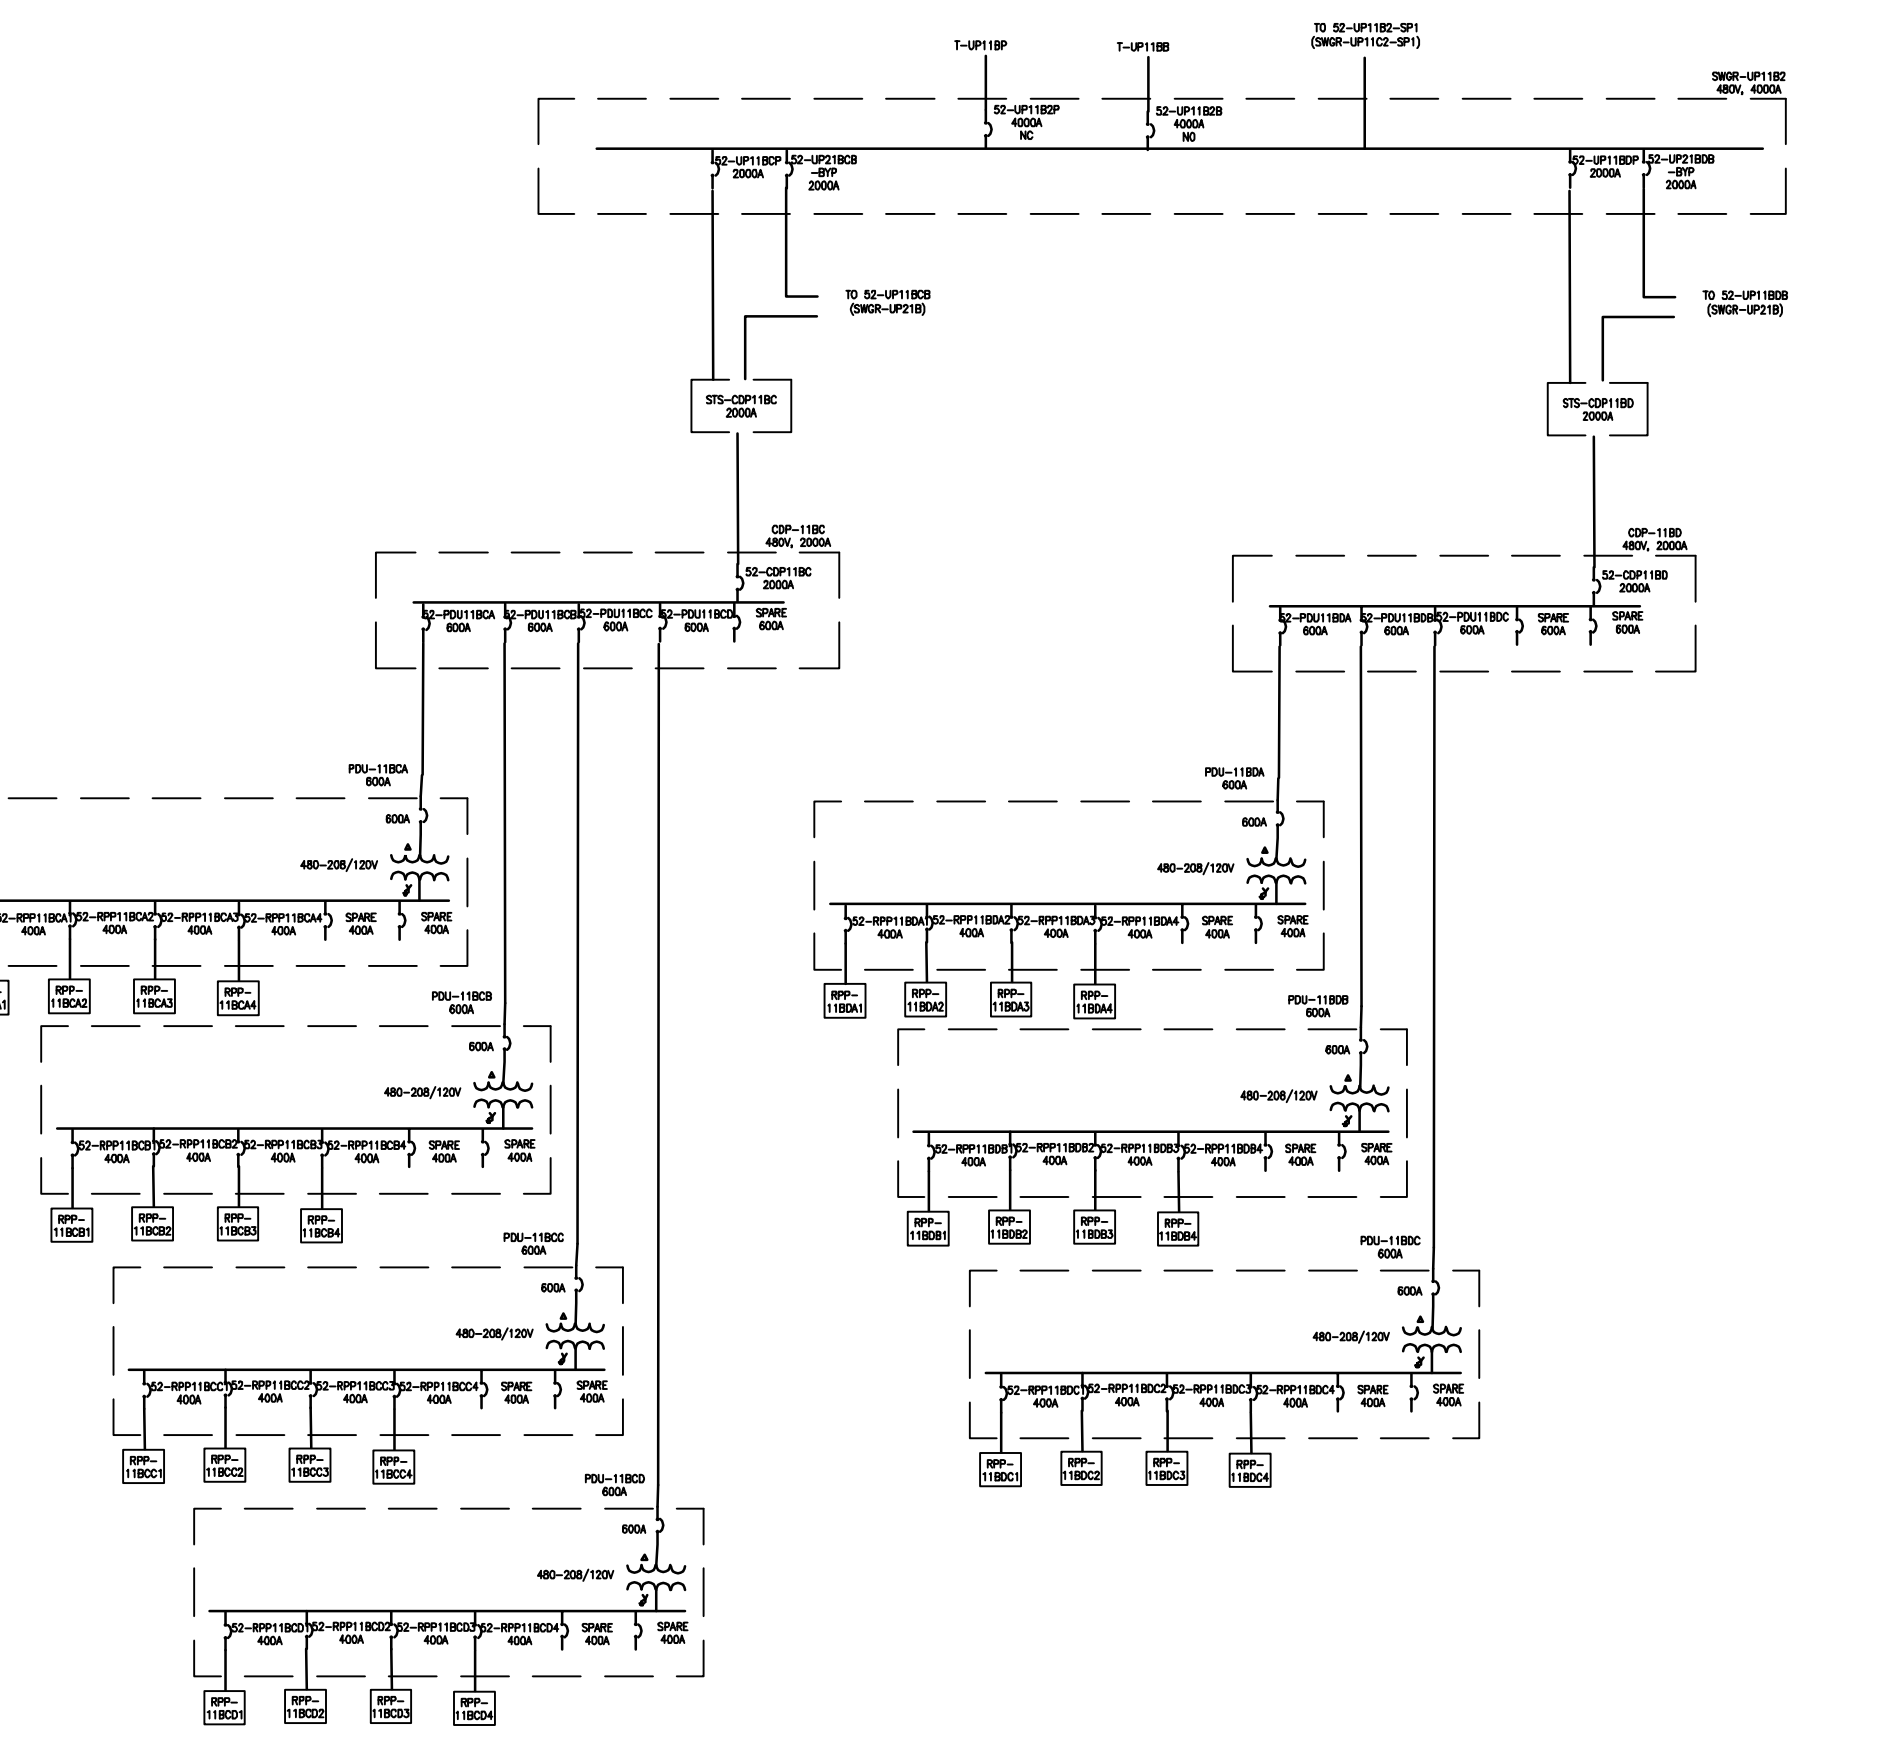 TO 52-UP11B2-SP1
(SWGR-UP11C2-SP1)
T-UP11BP
T-UP11BB
SWGR-UP11B2
480V, 4000A
52-UP11B2P
4000A
NC
52-UP11B2B
4000A
NO
52-UP11BCP
2000A
52-UP21BCB
-BYP
2000A
52-UP11BDP
2000A
52-UP21BDB
-BYP
2000A
TO 52-UP11BCB
(SWGR-UP21B)
TO 52-UP11BDB
(SWGR-UP21B)
STS-CDP11BC
2000A
STS-CDP11BD
2000A
CDP-11BC
480V, 2000A
52-CDP11BC
2000A
52-PDU11BCA
600A
52-PDU11BCB
600A
52-PDU11BCC
600A
52-PDU11BCD
600A
SPARE
600A
CDP-11BD
480V, 2000A
52-CDP11BD
2000A
52-PDU11BDA
600A
52-PDU11BDB
600A
52-PDU11BDC
600A
SPARE
600A
SPARE
600A
PDU-11BCA
600A
600A
480-208/120V
52-RPP11BCA1
400A
52-RPP11BCA2
400A
52-RPP11BCA3
400A
52-RPP11BCA4
400A
SPARE
400A
SPARE
400A
RPP-
11BCA2
RPP-
11BCA3
RPP-
11BCA4
PDU-11BDA
600A
600A
480-208/120V
52-RPP11BDA1
400A
52-RPP11BDA2
400A
52-RPP11BDA3
400A
52-RPP11BDA4
400A
SPARE
400A
SPARE
400A
RPP-
11BDA1
RPP-
11BDA2
RPP-
11BDA3
RPP-
11BDA4
PDU-11BCB
600A
600A
480-208/120V
52-RPP11BCB1
400A
52-RPP11BCB2
400A
52-RPP11BCB3
400A
52-RPP11BCB4
400A
SPARE
400A
SPARE
400A
RPP-
11BCB1
RPP-
11BCB2
RPP-
11BCB3
RPP-
11BCB4
PDU-11BDB
600A
600A
480-208/120V
52-RPP11BDB1
400A
52-RPP11BDB2
400A
52-RPP11BDB3
400A
52-RPP11BDB4
400A
SPARE
400A
SPARE
400A
RPP-
11BDB1
RPP-
11BDB2
RPP-
11BDB3
RPP-
11BDB4
PDU-11BCC
600A
600A
480-208/120V
52-RPP11BCC1
400A
52-RPP11BCC2
400A
52-RPP11BCC3
400A
52-RPP11BCC4
400A
SPARE
400A
SPARE
400A
RPP-
11BCC1
RPP-
11BCC2
RPP-
11BCC3
RPP-
11BCC4
PDU-11BDC
600A
600A
480-208/120V
52-RPP11BDC1
400A
52-RPP11BDC2
400A
52-RPP11BDC3
400A
52-RPP11BDC4
400A
SPARE
400A
SPARE
400A
RPP-
11BDC1
RPP-
11BDC2
RPP-
11BDC3
RPP-
11BDC4
PDU-11BCD
600A
600A
480-208/120V
52-RPP11BCD1
400A
52-RPP11BCD2
400A
52-RPP11BCD3
400A
52-RPP11BCD4
400A
SPARE
400A
SPARE
400A
RPP-
11BCD1
RPP-
11BCD2
RPP-
11BCD3
RPP-
11BCD4